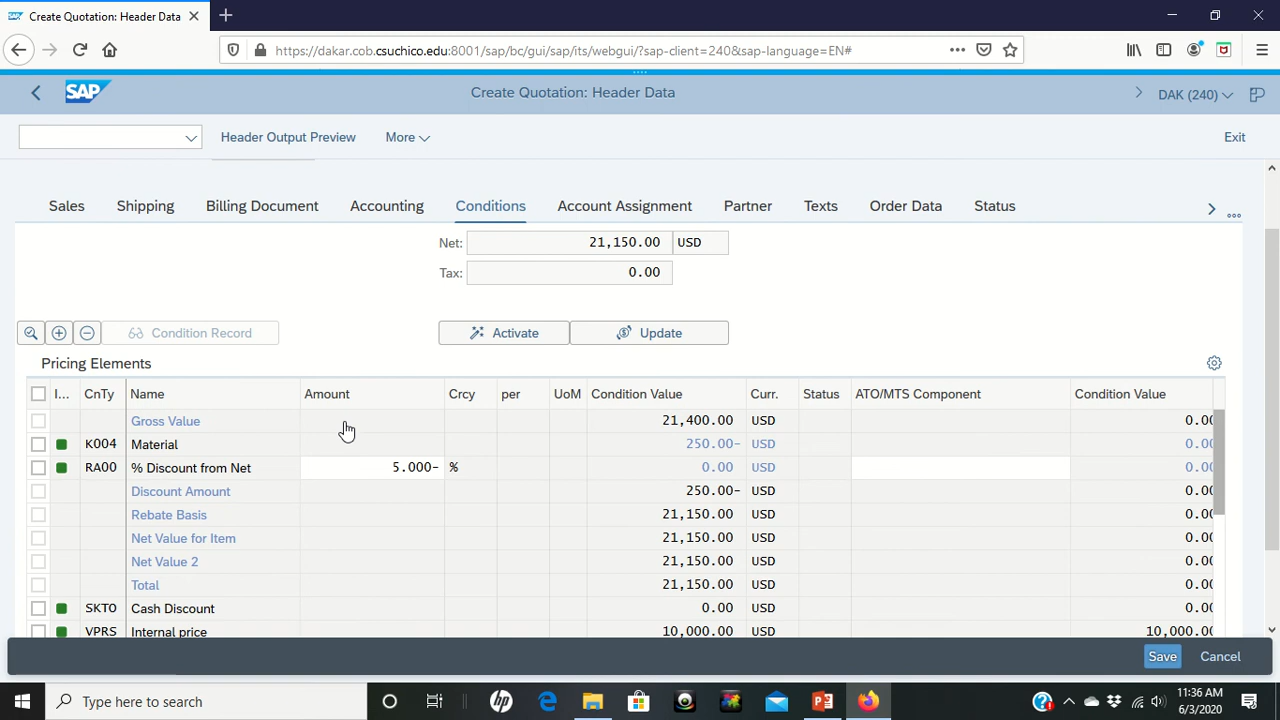 SAP Create Quotation: Header Data
https://dakar.cob.csuchico.edu:8001/sap/bc/gui/sap/its/webgui/?sap-client=240&sap-language=EN#
SAP Create Quotation: Header Data DAK (240)
Header Output Preview More Exit
Sales Shipping Billing Document Accounting Conditions Account Assignment Partner Texts Order Data Status
Net: 21,150.00 USD
Tax: 0.00
Condition Record Activate Update
Pricing Elements
I... CnTy Name Amount Crcy per UoM Condition Value Curr. Status ATO/MTS Component Condition Value
Gross Value 21,400.00 USD 0.00
K004 Material 250.00- USD 0.00
RA00 % Discount from Net 5.000- % 0.00 USD 0.00
Discount Amount 250.00- USD 0.00
Rebate Basis 21,150.00 USD 0.00
Net Value for Item 21,150.00 USD 0.00
Net Value 2 21,150.00 USD 0.00
Total 21,150.00 USD 0.00
SKTO Cash Discount 0.00 USD 0.00
VPRS Internal price 10,000.00 USD 10,000.00
Save Cancel
Type here to search
11:36 AM
6/3/2020